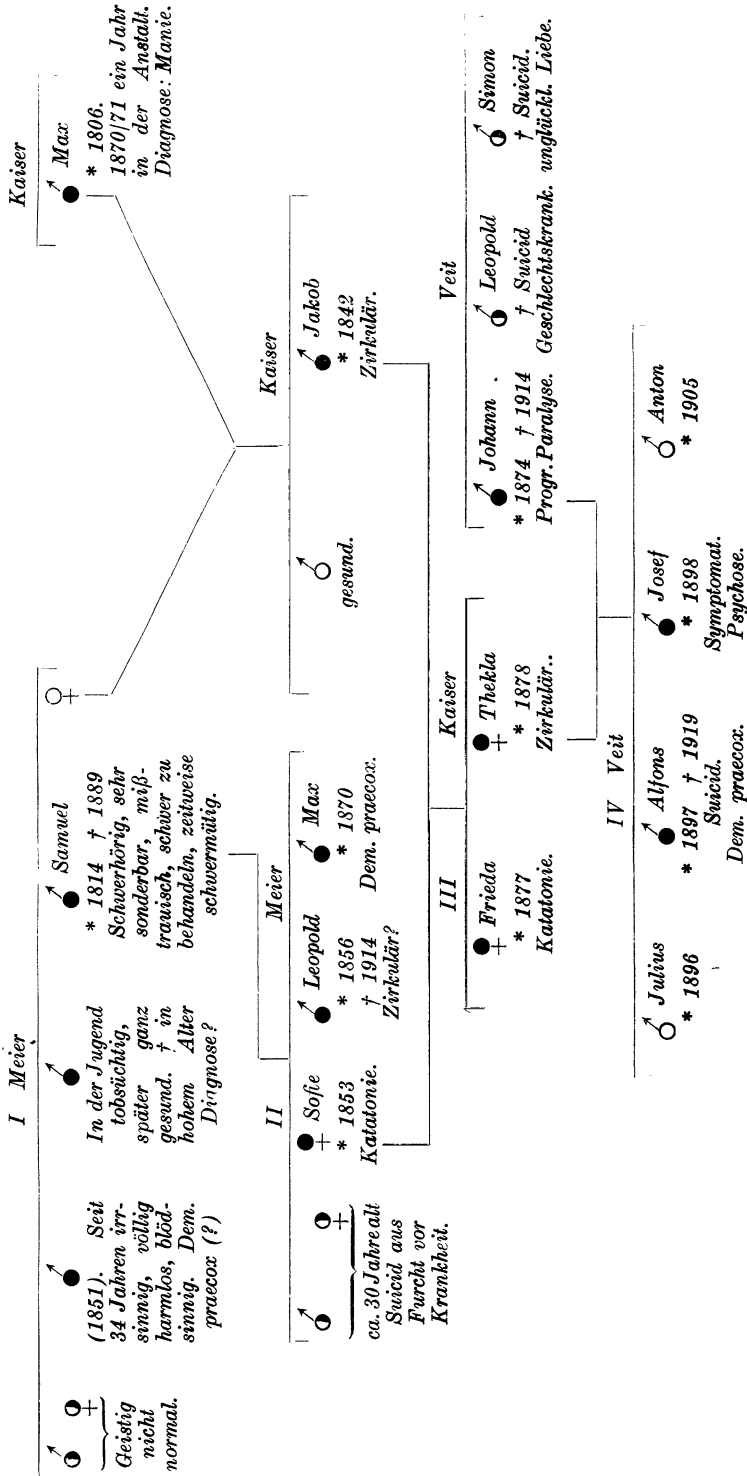 I Meier
Geistig
nicht
normal.
(1851). Seit
34 Jahren irr-
sinnig, völlig
harmlos, blöd-
sinnig. Dem.
praecox (?)
In der Jugend
tobsüchtig,
später ganz
gesund. † in
hohem Alter
Diagnose?
Samuel
* 1814 † 1889
Schwerhörig, sehr
sonderbar, miß-
trauisch, schwer zu
behandeln, zeitweise
schwermütig.
Kaiser
Max
* 1806.
1870/71 ein Jahr
in der Anstalt.
Diagnose: Manie.
II Meier
ca. 30 Jahre alt
Suicid aus
Furcht vor
Krankheit.
Sofie
* 1853
Katatonie.
Leopold
* 1856
† 1914
Zirkulär?
Max
* 1870
Dem. praecox.
Kaiser
gesund.
Jakob
* 1842
Zirkulär.
III Kaiser
Frieda
* 1877
Katatonie.
Thekla
* 1878
Zirkulär..
Veit
Johann .
* 1874 † 1914
Progr. Paralyse.
Leopold
† Suicid
Geschlechtskrank.
Simon
† Suicid.
unglückl. Liebe.
IV Veit
Julius
* 1896
Alfons
* 1897 † 1919
Suicid.
Dem. praecox.
Josef
* 1898
Symptomat.
Psychose.
Anton
* 1905